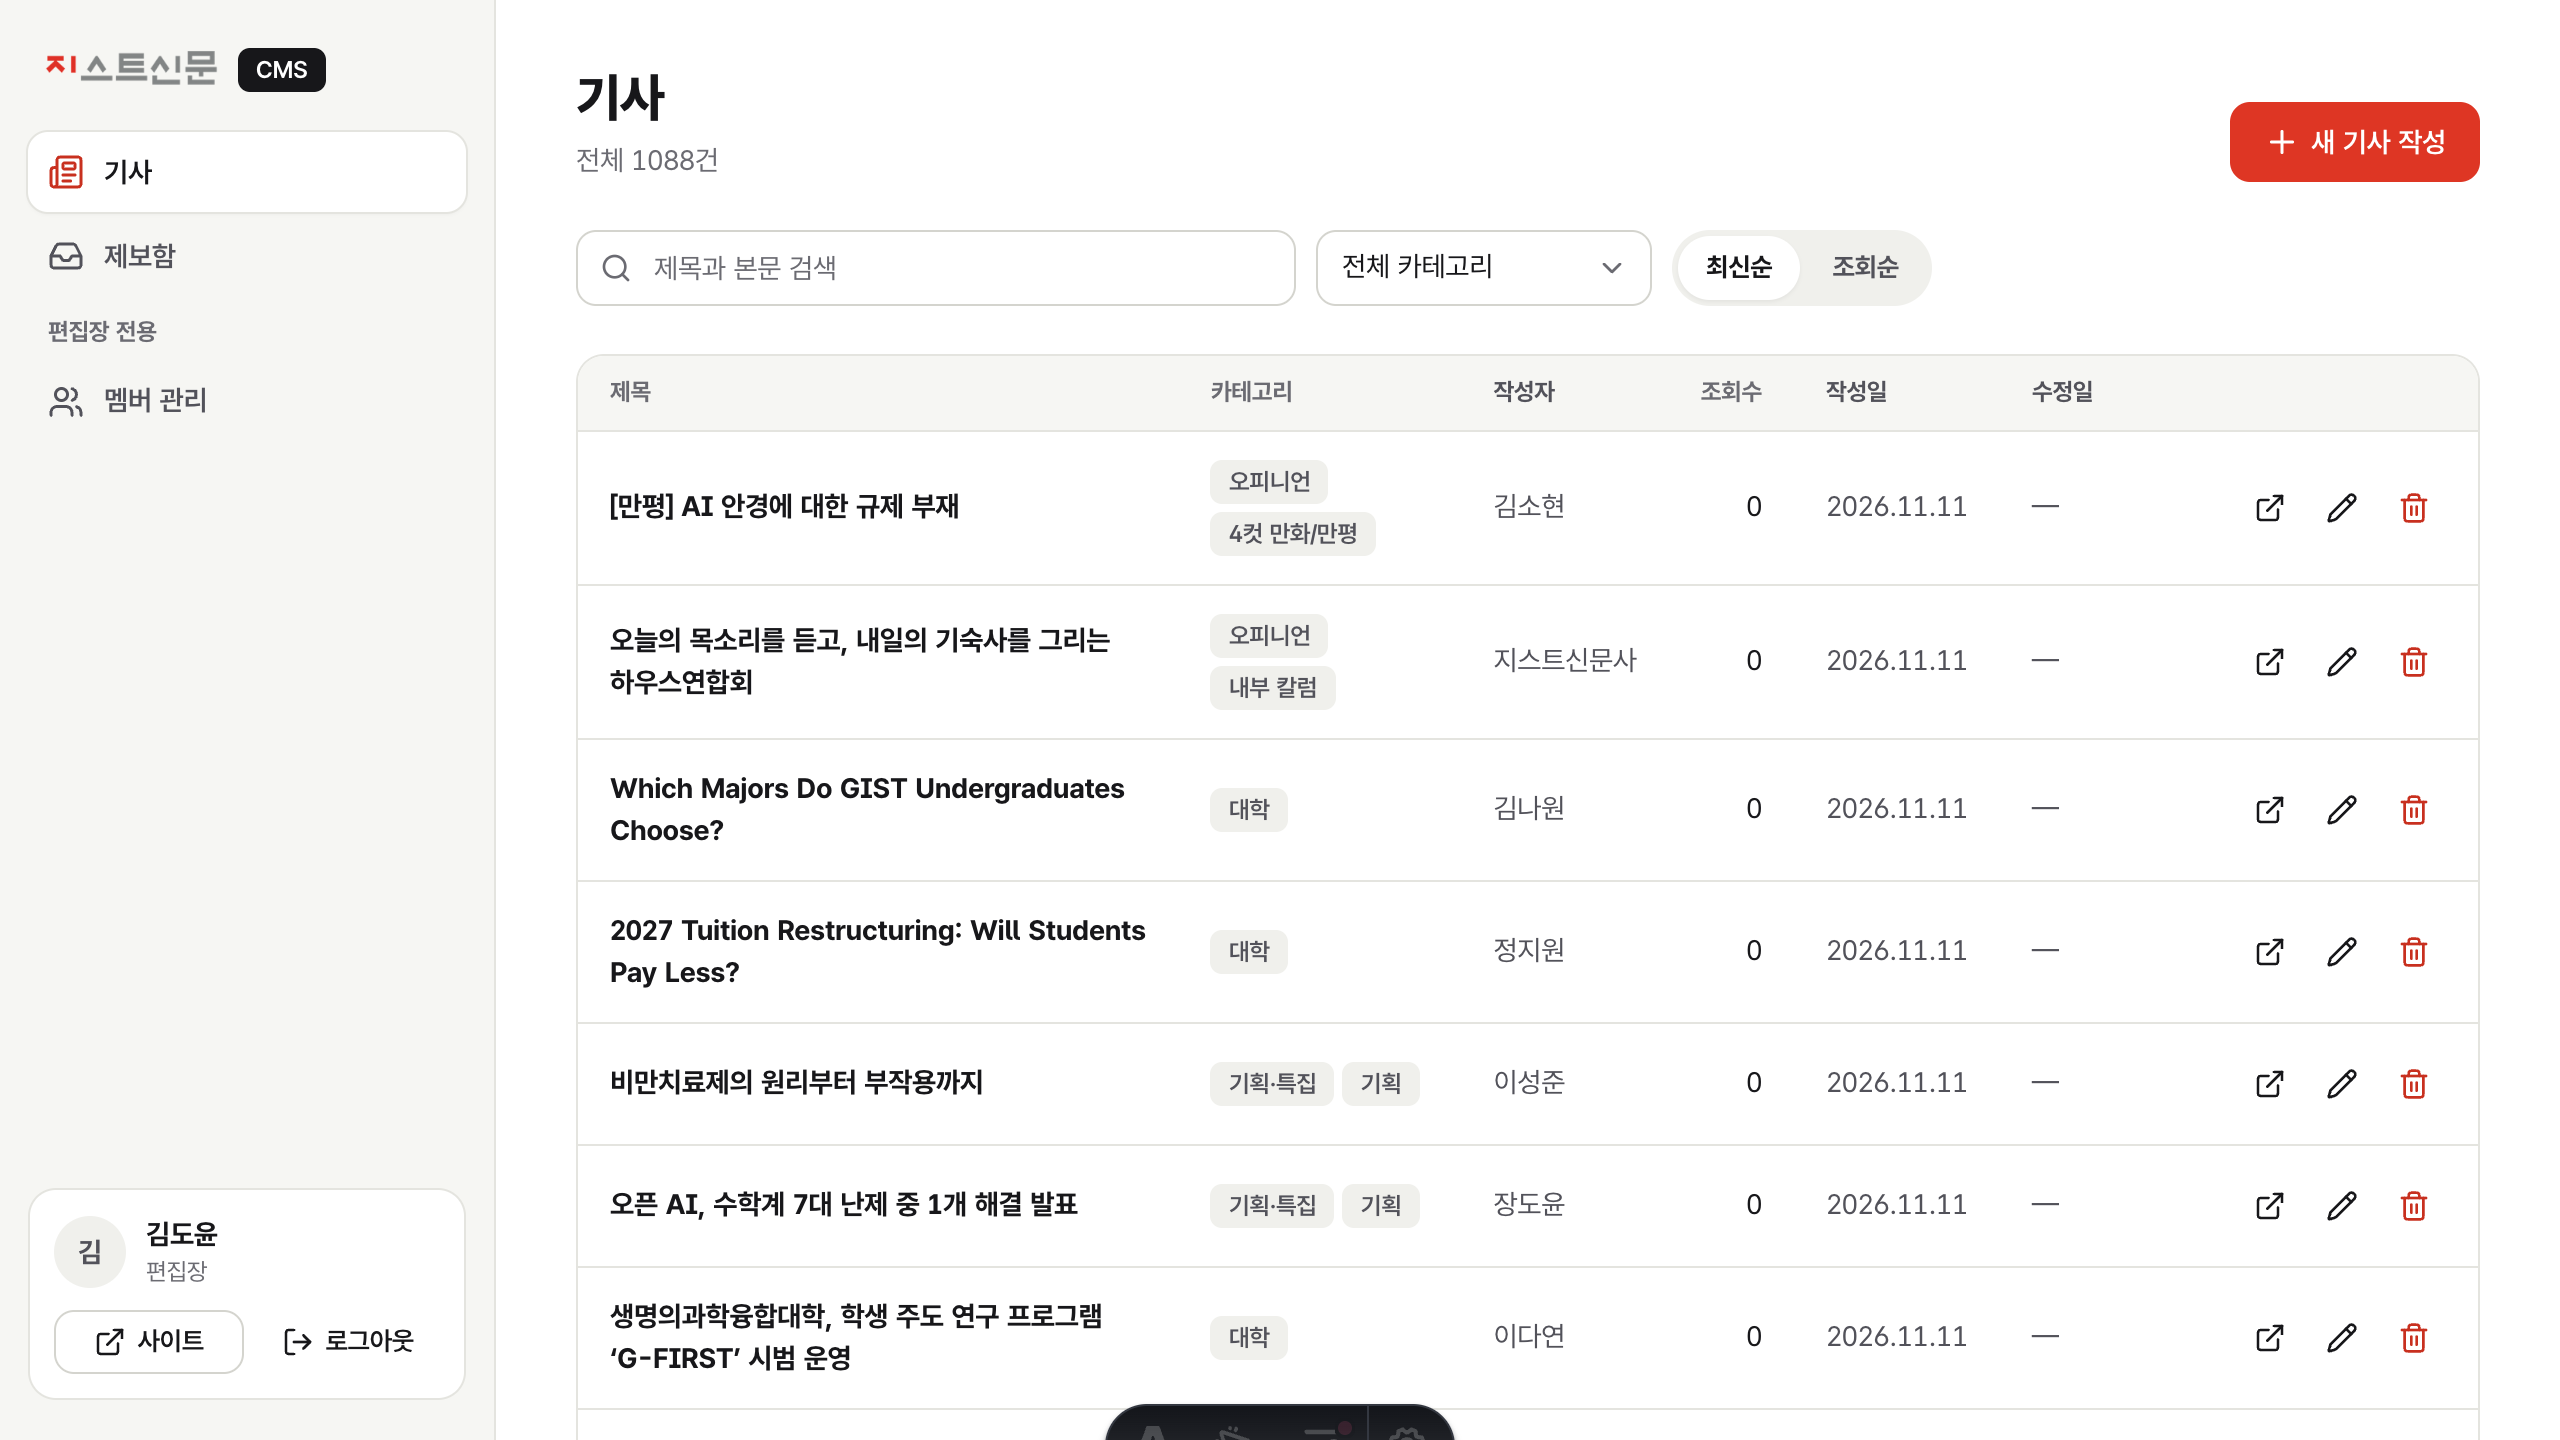 지스트신문 CMS
기사
제보함
편집장 전용
멤버 관리
김
김도윤
편집장
사이트
로그아웃
기사
전체 1088건
새 기사 작성
제목과 본문 검색
전체 카테고리
최신순
조회순
제목 카테고리 작성자 조회수 작성일 수정일
[만평] AI 안경에 대한 규제 부재
오피니언
4컷 만화/만평
김소현 0 2026.11.11 —
오늘의 목소리를 듣고, 내일의 기숙사를 그리는
하우스연합회
오피니언
내부 칼럼
지스트신문사 0 2026.11.11 —
Which Majors Do GIST Undergraduates
Choose?
대학 김나원 0 2026.11.11 —
2027 Tuition Restructuring: Will Students
Pay Less?
대학 정지원 0 2026.11.11 —
비만치료제의 원리부터 부작용까지 기획·특집 기획 이성준 0 2026.11.11 —
오픈 AI, 수학계 7대 난제 중 1개 해결 발표 기획·특집 기획 장도윤 0 2026.11.11 —
생명의과학융합대학, 학생 주도 연구 프로그램
‘G-FIRST’ 시범 운영
대학 이다연 0 2026.11.11 —